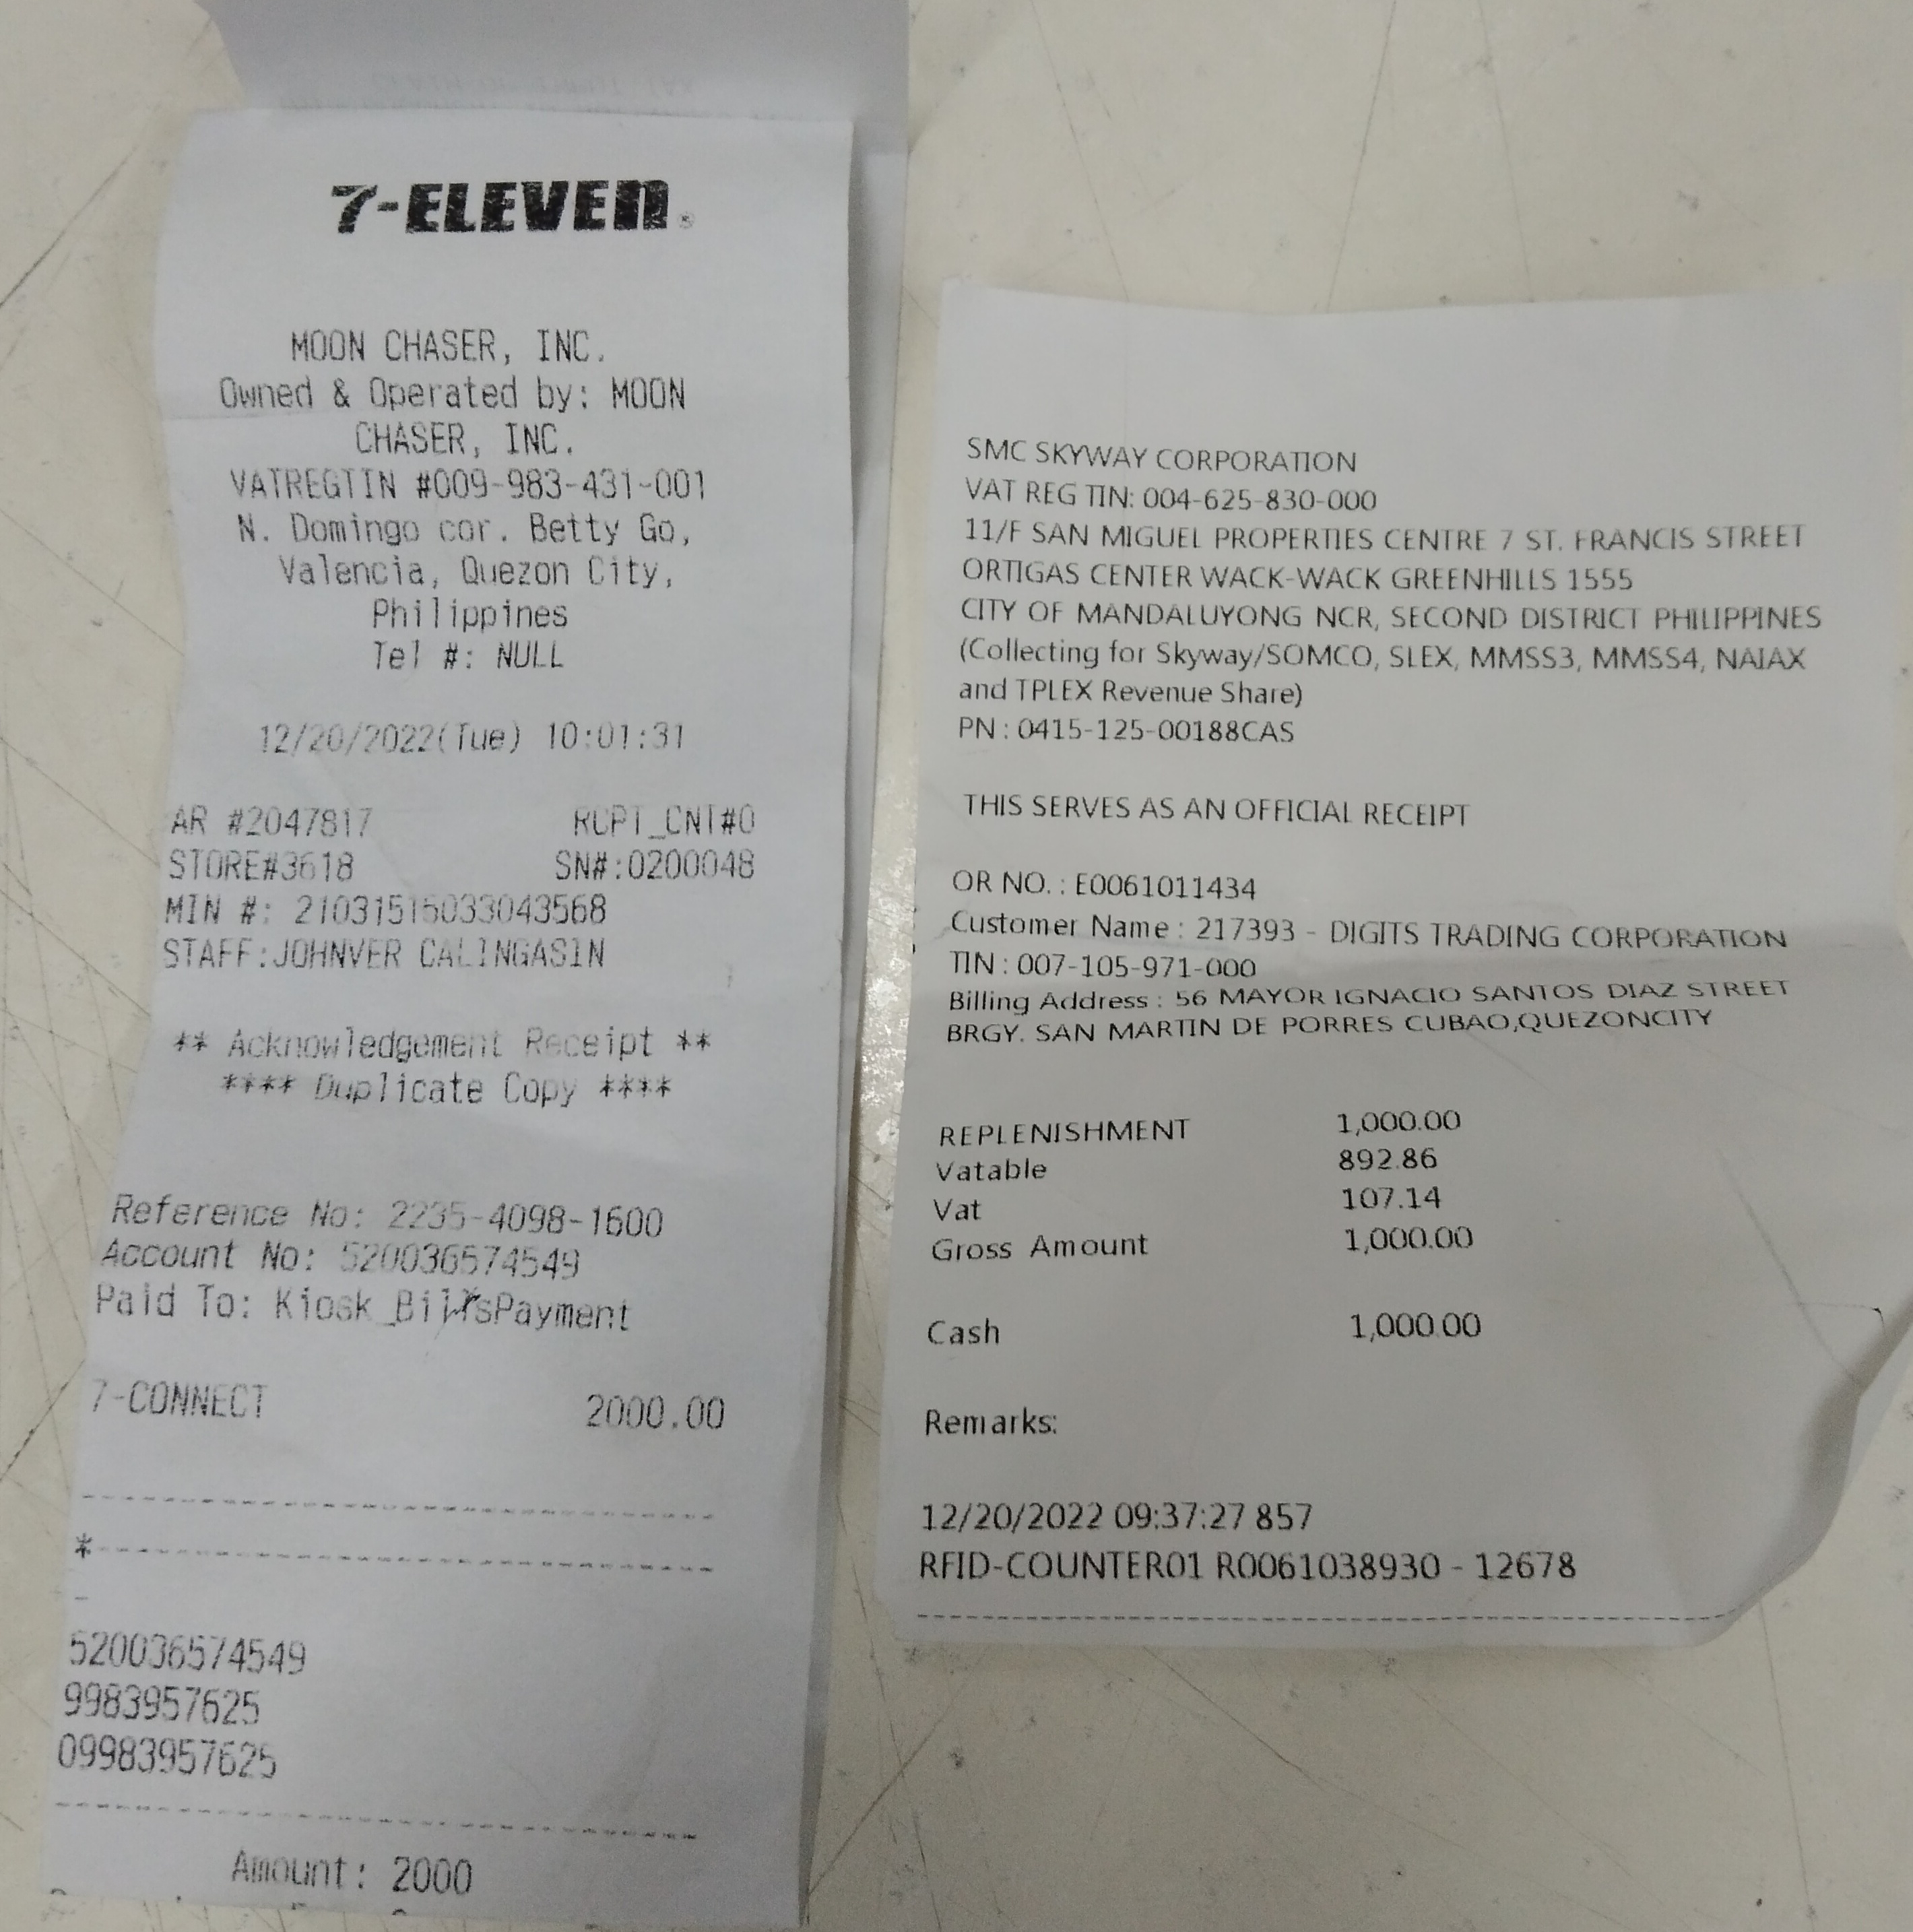 7-ELEVEn®
MOON CHASER, INC.
Owned & Operated by: MOON
CHASER, INC.
VATREGTIN #009-983-431-001
N. Domingo cor. Betty Go,
Valencia, Quezon City,
Philippines
Tel #: NULL
12/20/2022(Tue) 10:01:31
AR #2047817 RCPT_CNT#0
STORE#3618 SN#:0200048
MIN #: 21031515033043568
STAFF:JOHNVER CALINGASIN
** Acknowledgement Receipt **
**** Duplicate Copy ****
Reference No: 2235-4098-1600
Account No: 520036574549
Paid To: Kiosk_BillsPayment
7-CONNECT 2000.00
*
520036574549
9983957625
09983957625
Amount: 2000
SMC SKYWAY CORPORATION
VAT REG TIN: 004-625-830-000
11/F SAN MIGUEL PROPERTIES CENTRE 7 ST. FRANCIS STREET
ORTIGAS CENTER WACK-WACK GREENHILLS 1555
CITY OF MANDALUYONG NCR, SECOND DISTRICT PHILIPPINES
(Collecting for Skyway/SOMCO, SLEX, MMSS3, MMSS4, NAIAX
and TPLEX Revenue Share)
PN : 0415-125-00188CAS
THIS SERVES AS AN OFFICIAL RECEIPT
OR NO. : E0061011434
Customer Name : 217393 - DIGITS TRADING CORPORATION
TIN : 007-105-971-000
Billing Address : 56 MAYOR IGNACIO SANTOS DIAZ STREET
BRGY. SAN MARTIN DE PORRES CUBAO,QUEZONCITY
REPLENISHMENT 1,000.00
Vatable 892.86
Vat 107.14
Gross Amount 1,000.00
Cash 1,000.00
Remarks:
12/20/2022 09:37:27 857
RFID-COUNTER01 R0061038930 - 12678